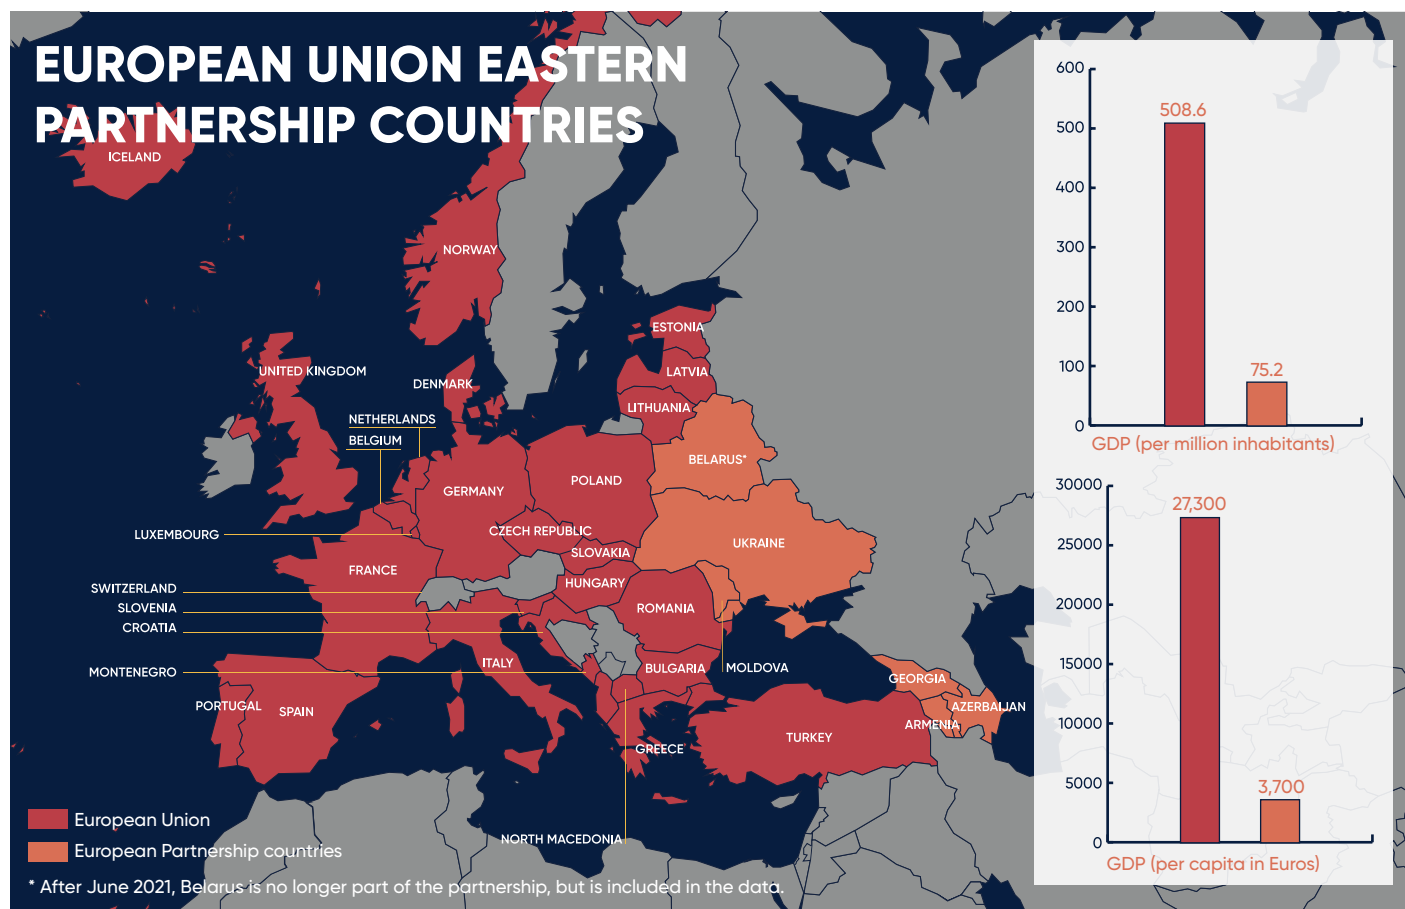 EUROPEAN UNION EASTERN
PARTNERSHIP COUNTRIES
ICELAND
NORWAY
ESTONIA
LATVIA
LITHUANIA
UNITED KINGDOM
DENMARK
NETHERLANDS
BELGIUM
BELARUS*
POLAND
GERMANY
LUXEMBOURG
CZECH REPUBLIC
UKRAINE
SLOVAKIA
FRANCE
HUNGARY
SWITZERLAND
SLOVENIA
CROATIA
ROMANIA
MONTENEGRO
ITALY
BULGARIA
MOLDOVA
GEORGIA
PORTUGAL
SPAIN
AZERBAIJAN
ARMENIA
TURKEY
GREECE
NORTH MACEDONIA
European Union
European Partnership countries
* After June 2021, Belarus is no longer part of the partnership, but is included in the data.
600
500
400
300
200
100
0
508.6
75.2
GDP (per million inhabitants)
30000
25000
20000
15000
10000
5000
0
27,300
3,700
GDP (per capita in Euros)